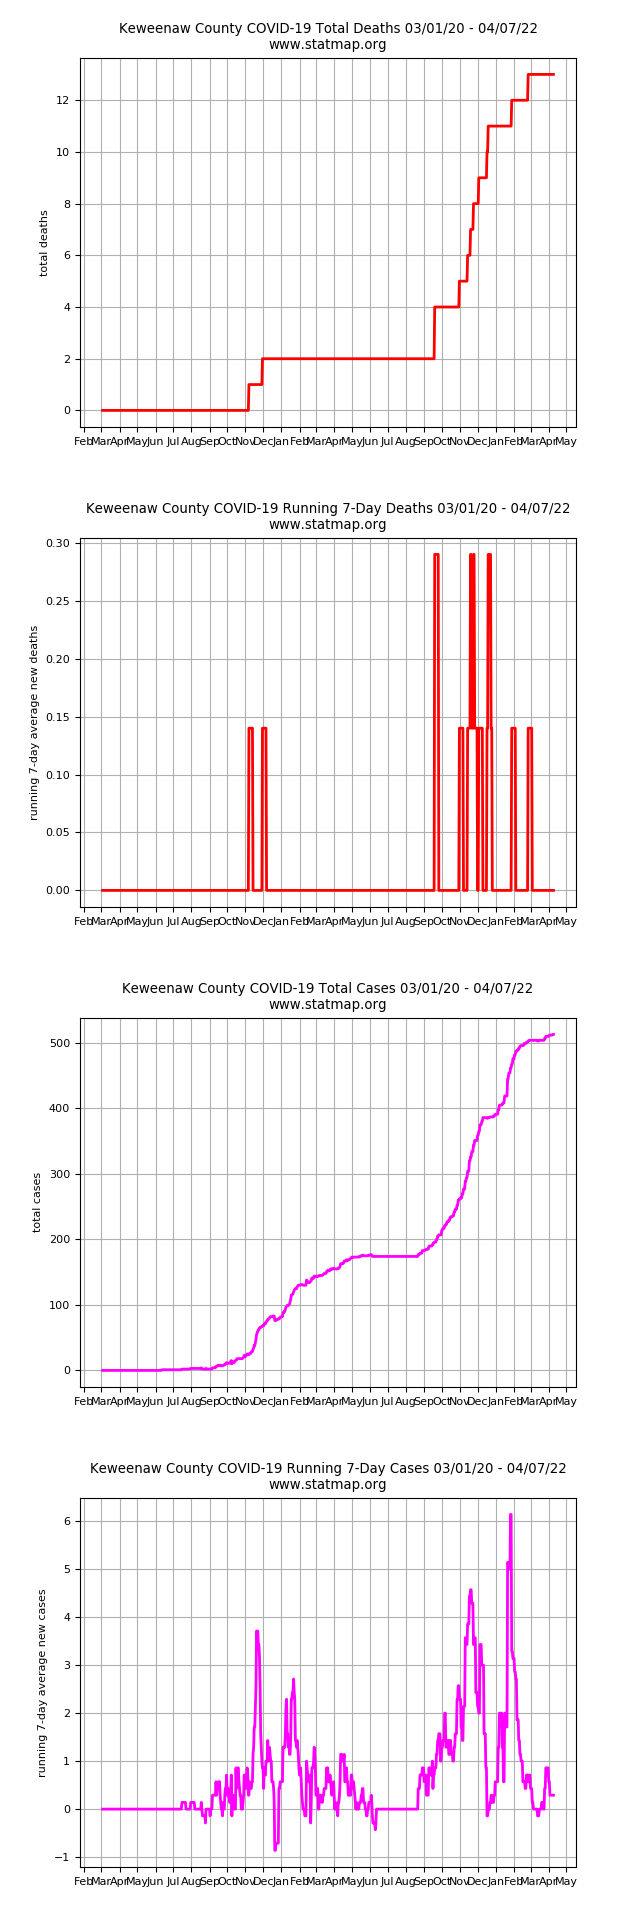 Keweenaw County COVID-19 Total Deaths 03/01/20 - 04/07/22
www.statmap.org
12
10
8
6
4
2
0
total deaths
Feb Mar Apr May Jun Jul Aug Sep Oct Nov Dec Jan Feb Mar Apr May Jun Jul Aug Sep Oct Nov Dec Jan Feb Mar Apr May
Keweenaw County COVID-19 Running 7-Day Deaths 03/01/20 - 04/07/22
www.statmap.org
0.30
0.25
0.20
0.15
0.10
0.05
0.00
running 7-day average new deaths
Feb Mar Apr May Jun Jul Aug Sep Oct Nov Dec Jan Feb Mar Apr May Jun Jul Aug Sep Oct Nov Dec Jan Feb Mar Apr May
Keweenaw County COVID-19 Total Cases 03/01/20 - 04/07/22
www.statmap.org
500
400
300
200
100
0
total cases
Feb Mar Apr May Jun Jul Aug Sep Oct Nov Dec Jan Feb Mar Apr May Jun Jul Aug Sep Oct Nov Dec Jan Feb Mar Apr May
Keweenaw County COVID-19 Running 7-Day Cases 03/01/20 - 04/07/22
www.statmap.org
6
5
4
3
2
1
0
−1
running 7-day average new cases
Feb Mar Apr May Jun Jul Aug Sep Oct Nov Dec Jan Feb Mar Apr May Jun Jul Aug Sep Oct Nov Dec Jan Feb Mar Apr May